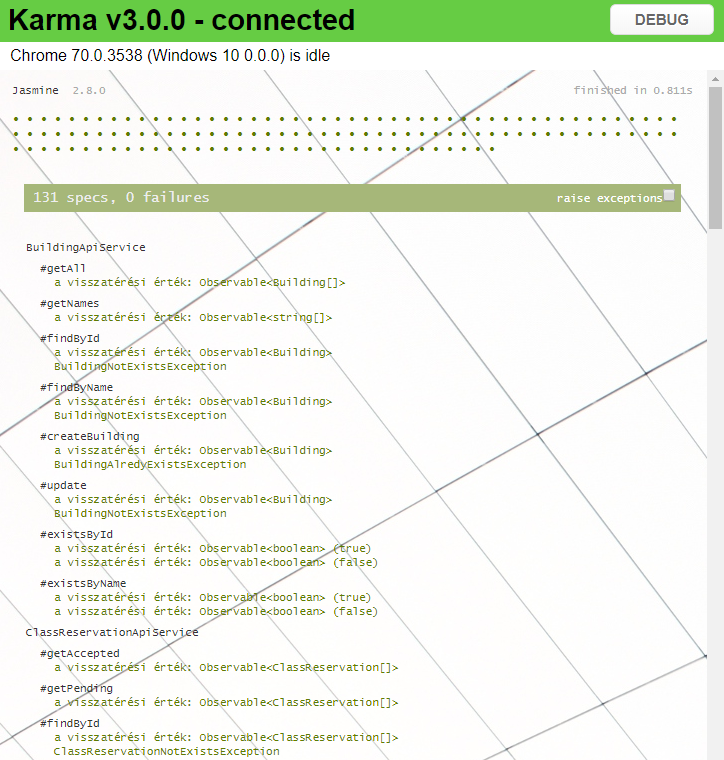 Karma v3.0.0 - connected
DEBUG
Chrome 70.0.3538 (Windows 10 0.0.0) is idle
Jasmine 2.8.0
finished in 0.811s
131 specs, 0 failures
raise exceptions
BuildingApiService
#getAll
a visszatérési érték: Observable<Building[]>
#getNames
a visszatérési érték: Observable<string[]>
#findById
a visszatérési érték: Observable<Building>
BuildingNotExistsException
#findByName
a visszatérési érték: Observable<Building>
BuildingNotExistsException
#createBuilding
a visszatérési érték: Observable<Building>
BuildingAlredyExistsException
#update
a visszatérési érték: Observable<Building>
BuildingNotExistsException
#existsById
a visszatérési érték: Observable<boolean> (true)
a visszatérési érték: Observable<boolean> (false)
#existsByName
a visszatérési érték: Observable<boolean> (true)
a visszatérési érték: Observable<boolean> (false)
ClassReservationApiService
#getAccepted
a visszatérési érték: Observable<ClassReservation[]>
#getPending
a visszatérési érték: Observable<ClassReservation[]>
#findById
a visszatérési érték: Observable<ClassReservation[]>
ClassReservationNotExistsException